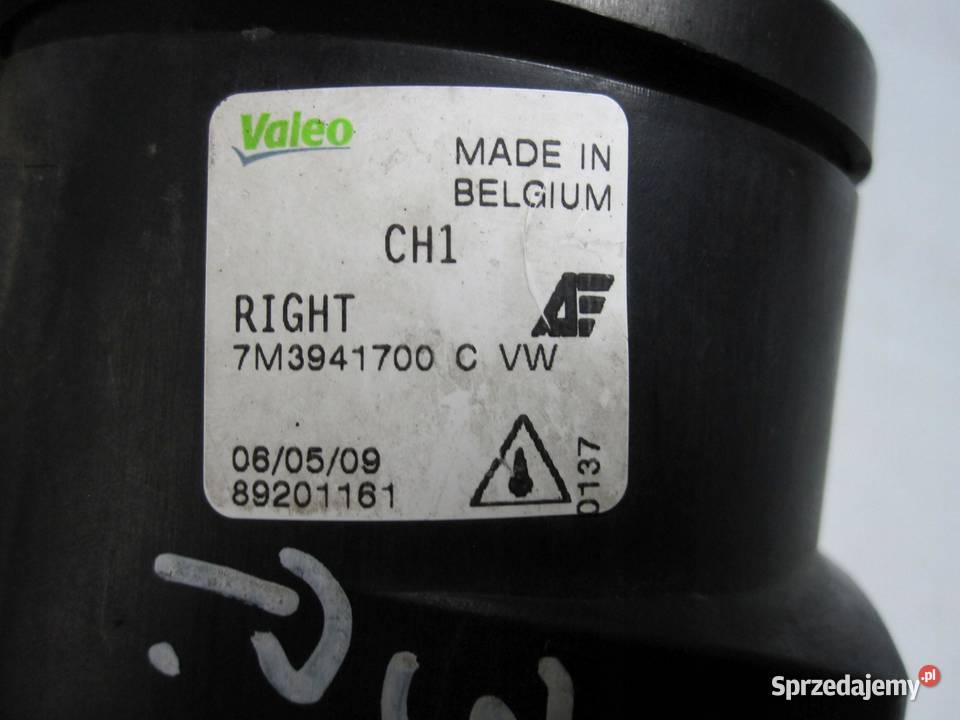 Valeo
MADE IN
BELGIUM
CH1
RIGHT
7M3941700 C VW
06/05/09
89201161
0137
Sprzedajemy.pl